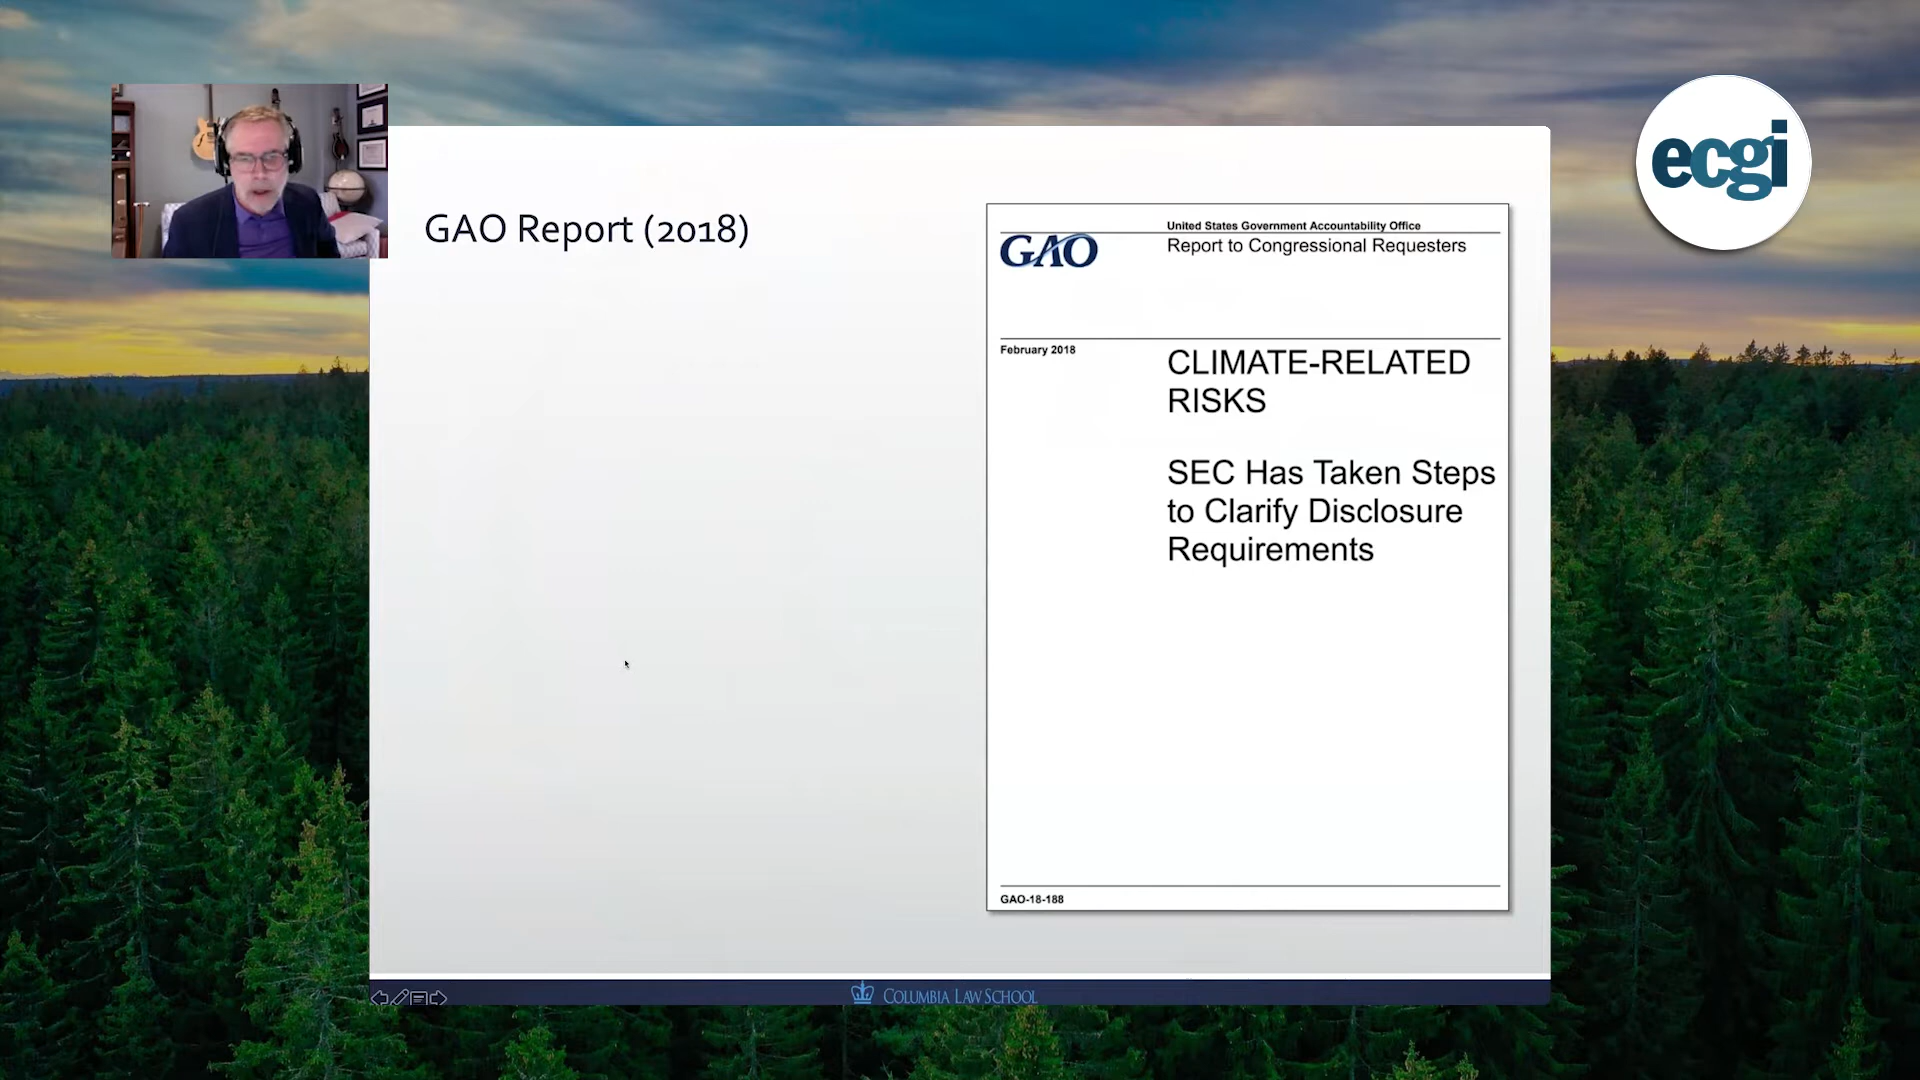 ecgi
GAO Report (2018)
United States Government Accountability Office
GAO
Report to Congressional Requesters
February 2018
CLIMATE-RELATED
RISKS
SEC Has Taken Steps
to Clarify Disclosure
Requirements
GAO-18-188
COLUMBIA LAW SCHOOL